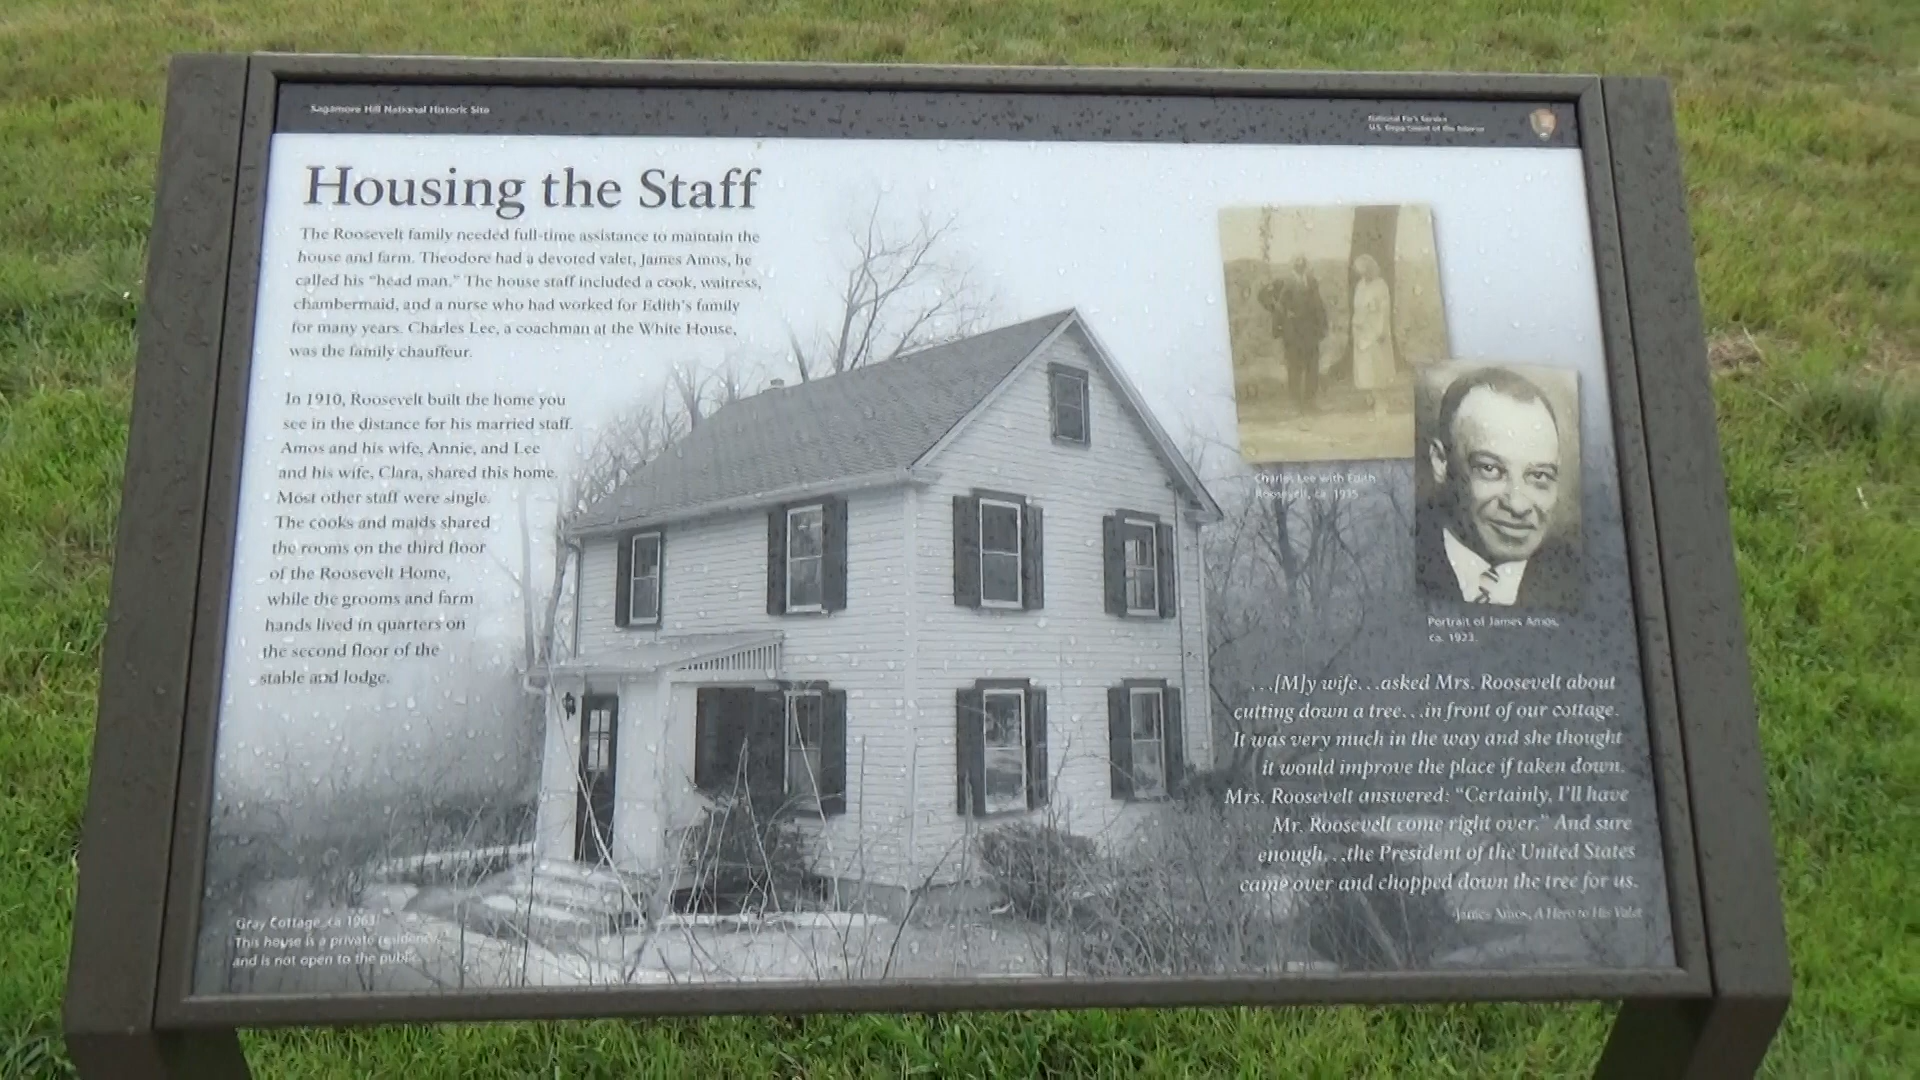 Sagamore Hill National Historic Site
National Park Service
U.S. Department of the Interior
Housing the Staff
The Roosevelt family needed full-time assistance to maintain the
house and farm. Theodore had a devoted valet, James Amos, he
called his “head man.” The house staff included a cook, waitress,
chambermaid, and a nurse who had worked for Edith’s family
for many years. Charles Lee, a coachman at the White House,
was the family chauffeur.
In 1910, Roosevelt built the home you
see in the distance for his married staff.
Amos and his wife, Annie, and Lee
and his wife, Clara, shared this home.
Most other staff were single.
The cooks and maids shared
the rooms on the third floor
of the Roosevelt Home,
while the grooms and farm
hands lived in quarters on
the second floor of the
stable and lodge.
Charles Lee with Edith
Roosevelt, ca. 1935
Portrait of James Amos,
ca. 1923.
...[M]y wife...asked Mrs. Roosevelt about
cutting down a tree...in front of our cottage.
It was very much in the way and she thought
it would improve the place if taken down.
Mrs. Roosevelt answered: “Certainly, I’ll have
Mr. Roosevelt come right over.” And sure
enough...the President of the United States
came over and chopped down the tree for us.
James Amos, A Hero to His Valet
Gray Cottage, ca 1963.
This house is a private residence
and is not open to the public.